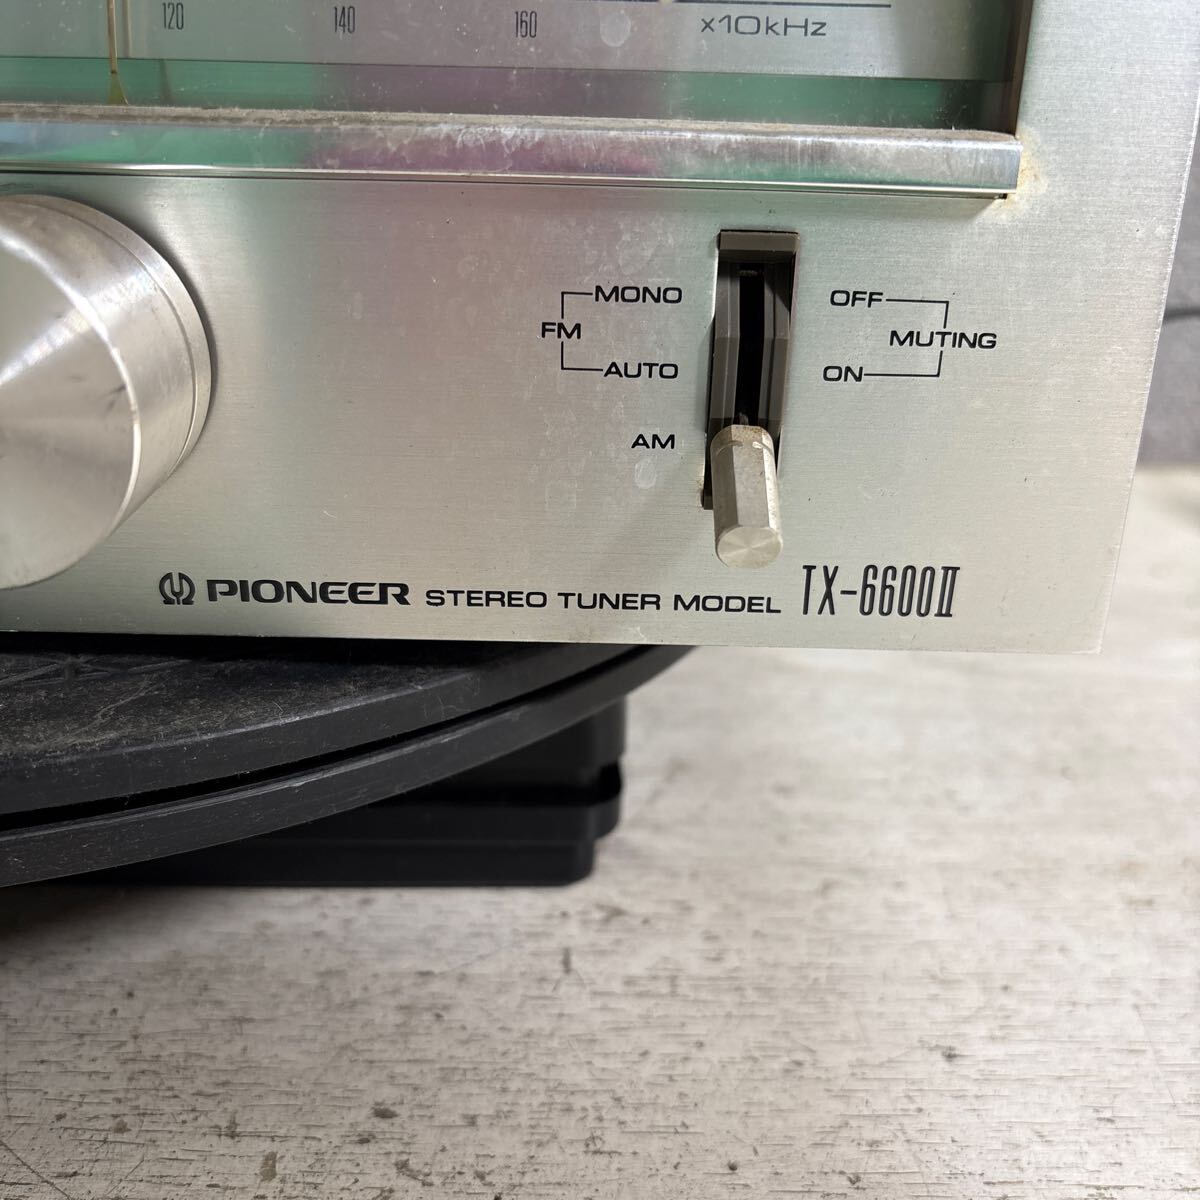 120 140 160 x10kHz
MONO
OFF
FM
MUTING
AUTO
ON
AM
PIONEER STEREO TUNER MODEL TX-6600II